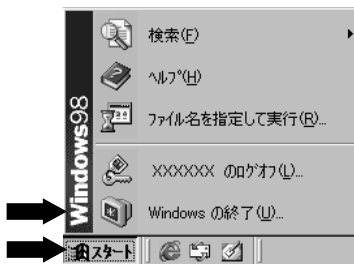 検索(F)
ヘルプ(H)
ファイル名を指定して実行(R)...
XXXXXX のログオフ(L)...
Windows の終了(U)...
Windows98
スタート